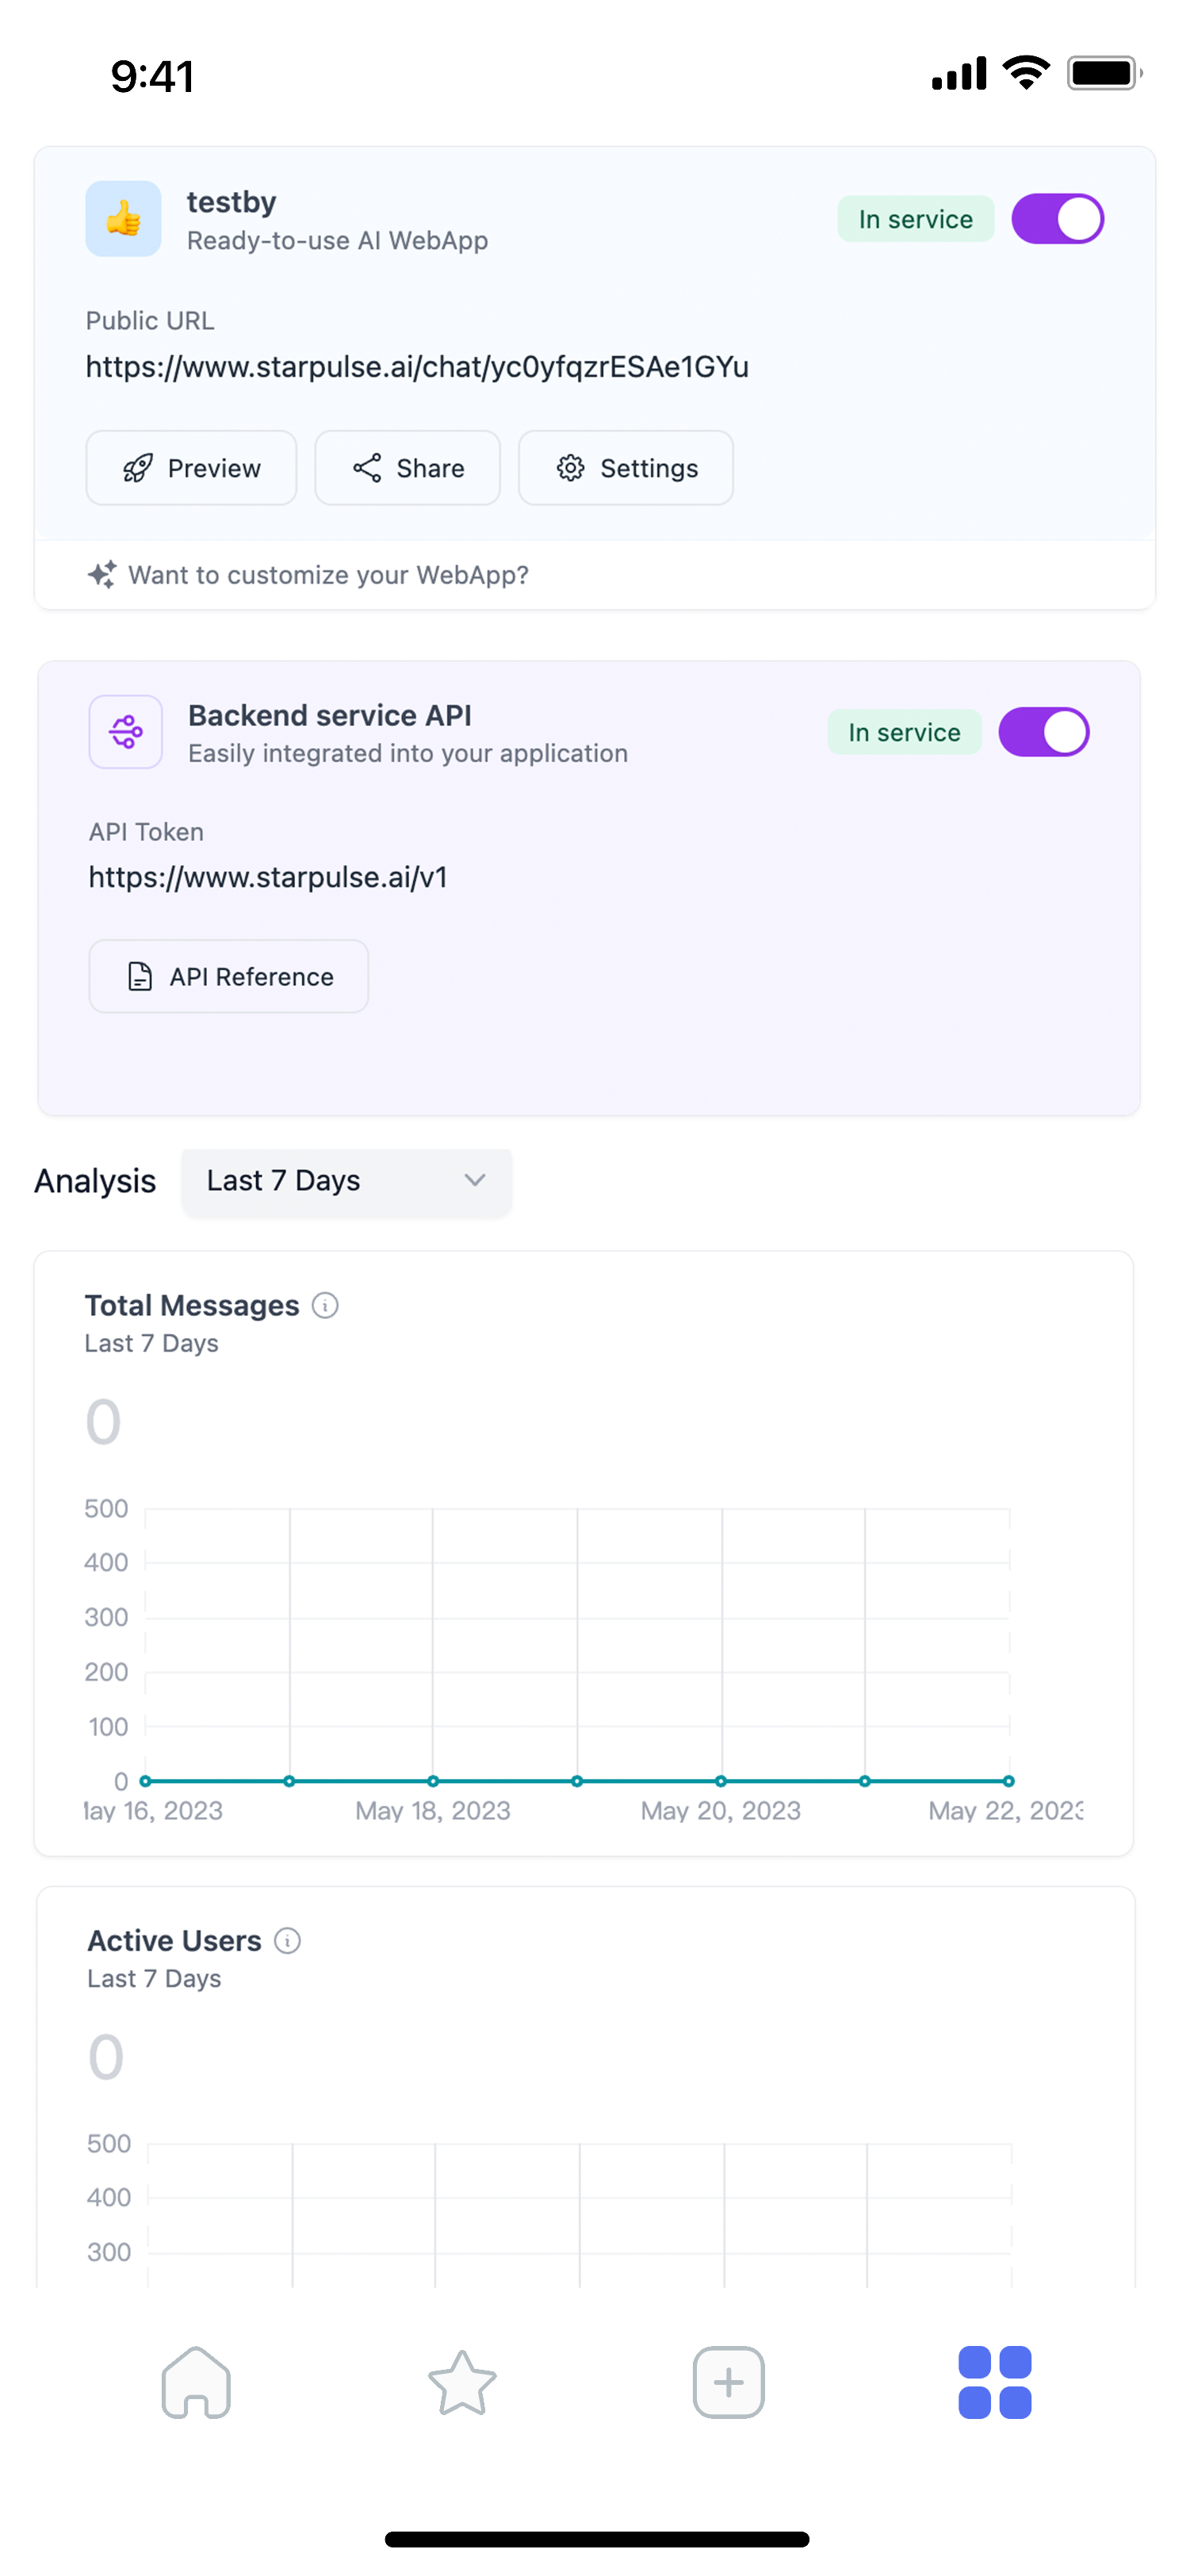 9:41
testby
Ready-to-use AI WebApp
In service
Public URL
https://www.starpulse.ai/chat/yc0yfqzrESAe1GYu
Preview
Share
Settings
Want to customize your WebApp?
Backend service API
Easily integrated into your application
In service
API Token
https://www.starpulse.ai/v1
API Reference
Analysis
Last 7 Days
Total Messages
Last 7 Days
0
500
400
300
200
100
0
lay 16, 2023
May 18, 2023
May 20, 2023
May 22, 2023
Active Users
Last 7 Days
0
500
400
300